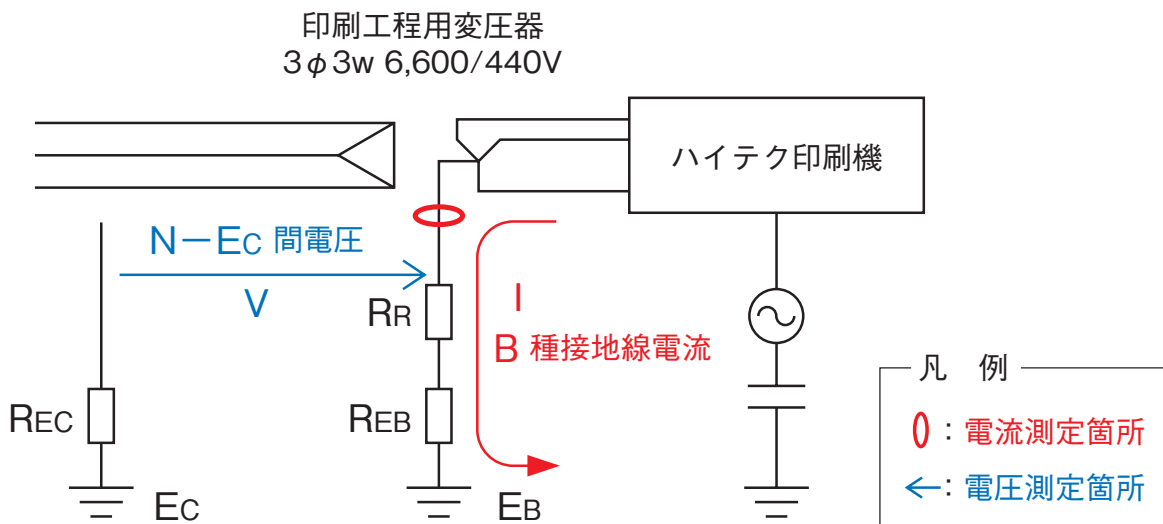 印刷工程用変圧器
3φ3w 6,600/440V
ハイテク印刷機
N－EC 間電圧
V
RR
I
B 種接地線電流
REC
REB
EC
EB
凡　例
：電流測定箇所
：電圧測定箇所